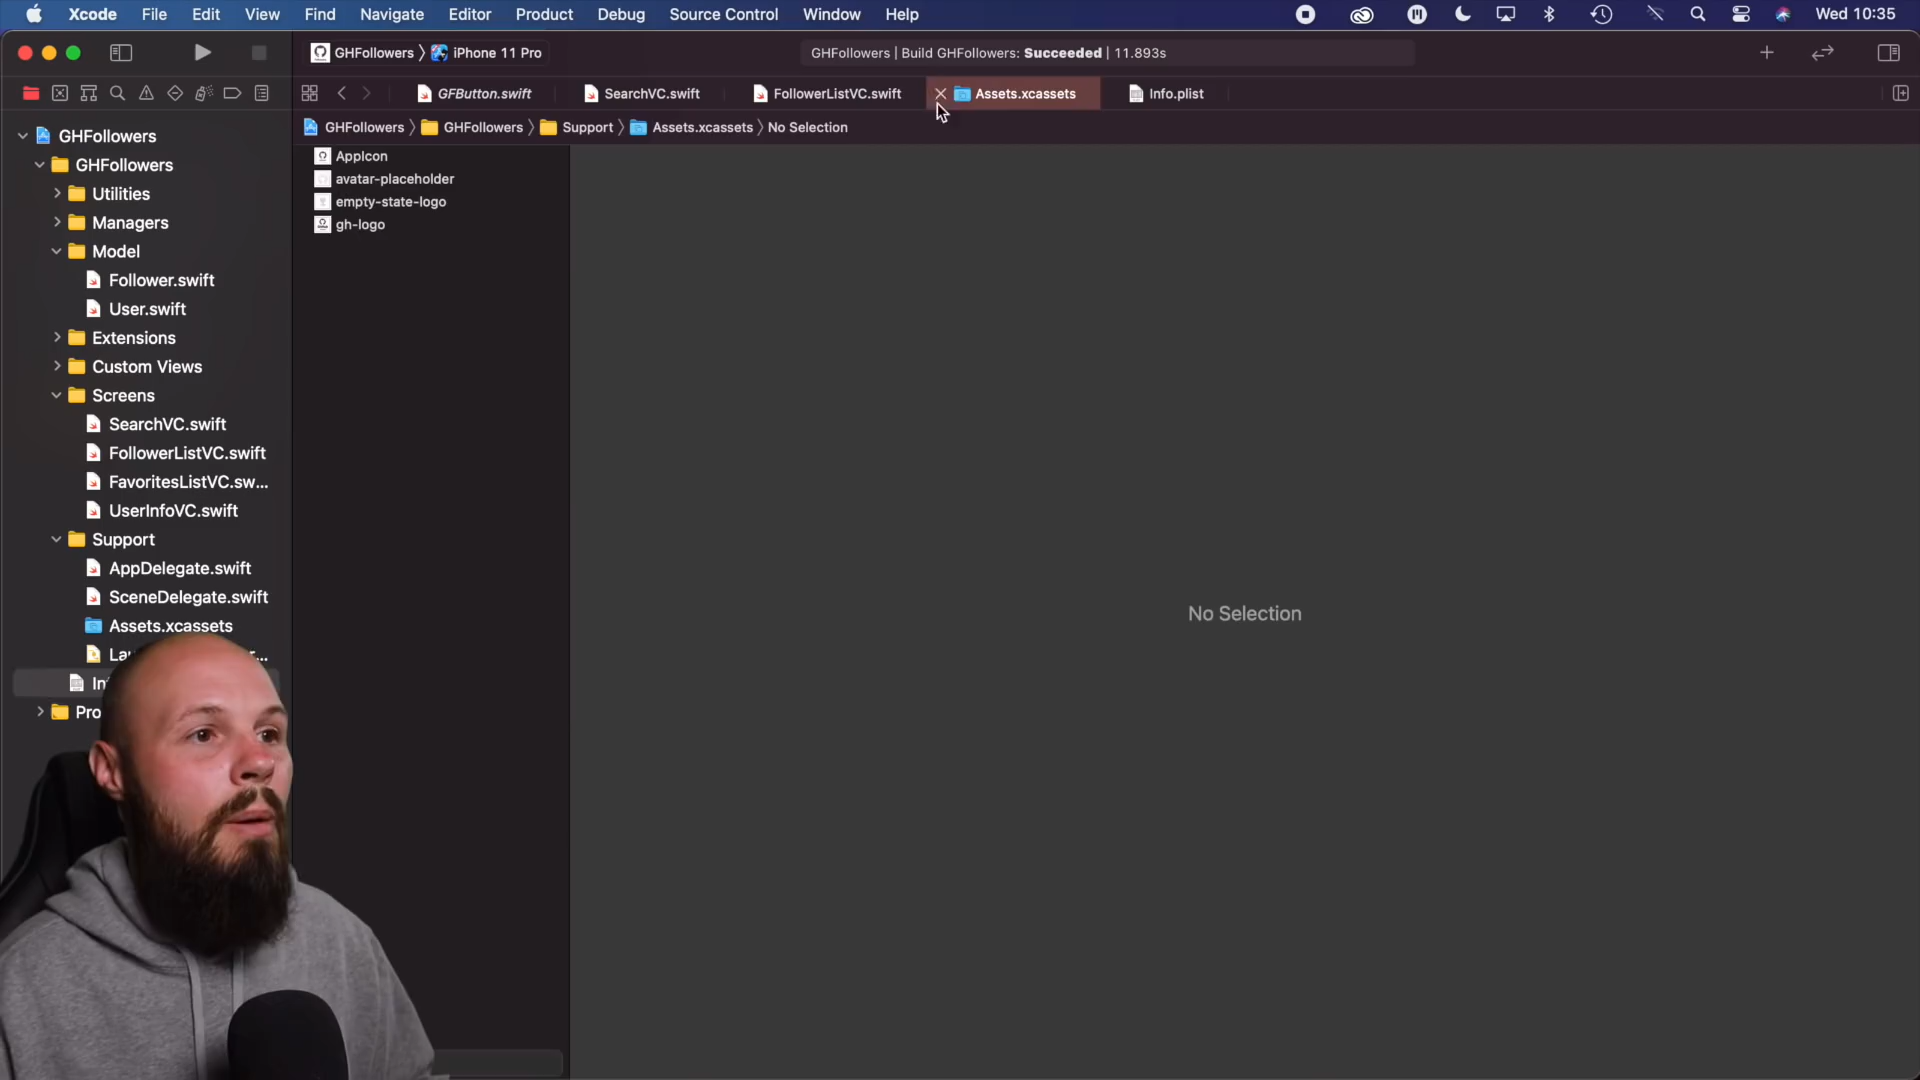 Xcode File Edit View Find Navigate Editor Product Debug Source Control Window Help Wed 10:35
GHFollowers 〉 iPhone 11 Pro GHFollowers | Build GHFollowers: Succeeded | 11.893s
GFButton.swift SearchVC.swift FollowerListVC.swift Assets.xcassets Info.plist
GHFollowers 〉 GHFollowers 〉 Support 〉 Assets.xcassets 〉 No Selection
GHFollowers
GHFollowers
Utilities
Managers
Model
Follower.swift
User.swift
Extensions
Custom Views
Screens
SearchVC.swift
FollowerListVC.swift
FavoritesListVC.sw...
UserInfoVC.swift
Support
AppDelegate.swift
SceneDelegate.swift
Assets.xcassets
AppIcon
avatar-placeholder
empty-state-logo
gh-logo
No Selection